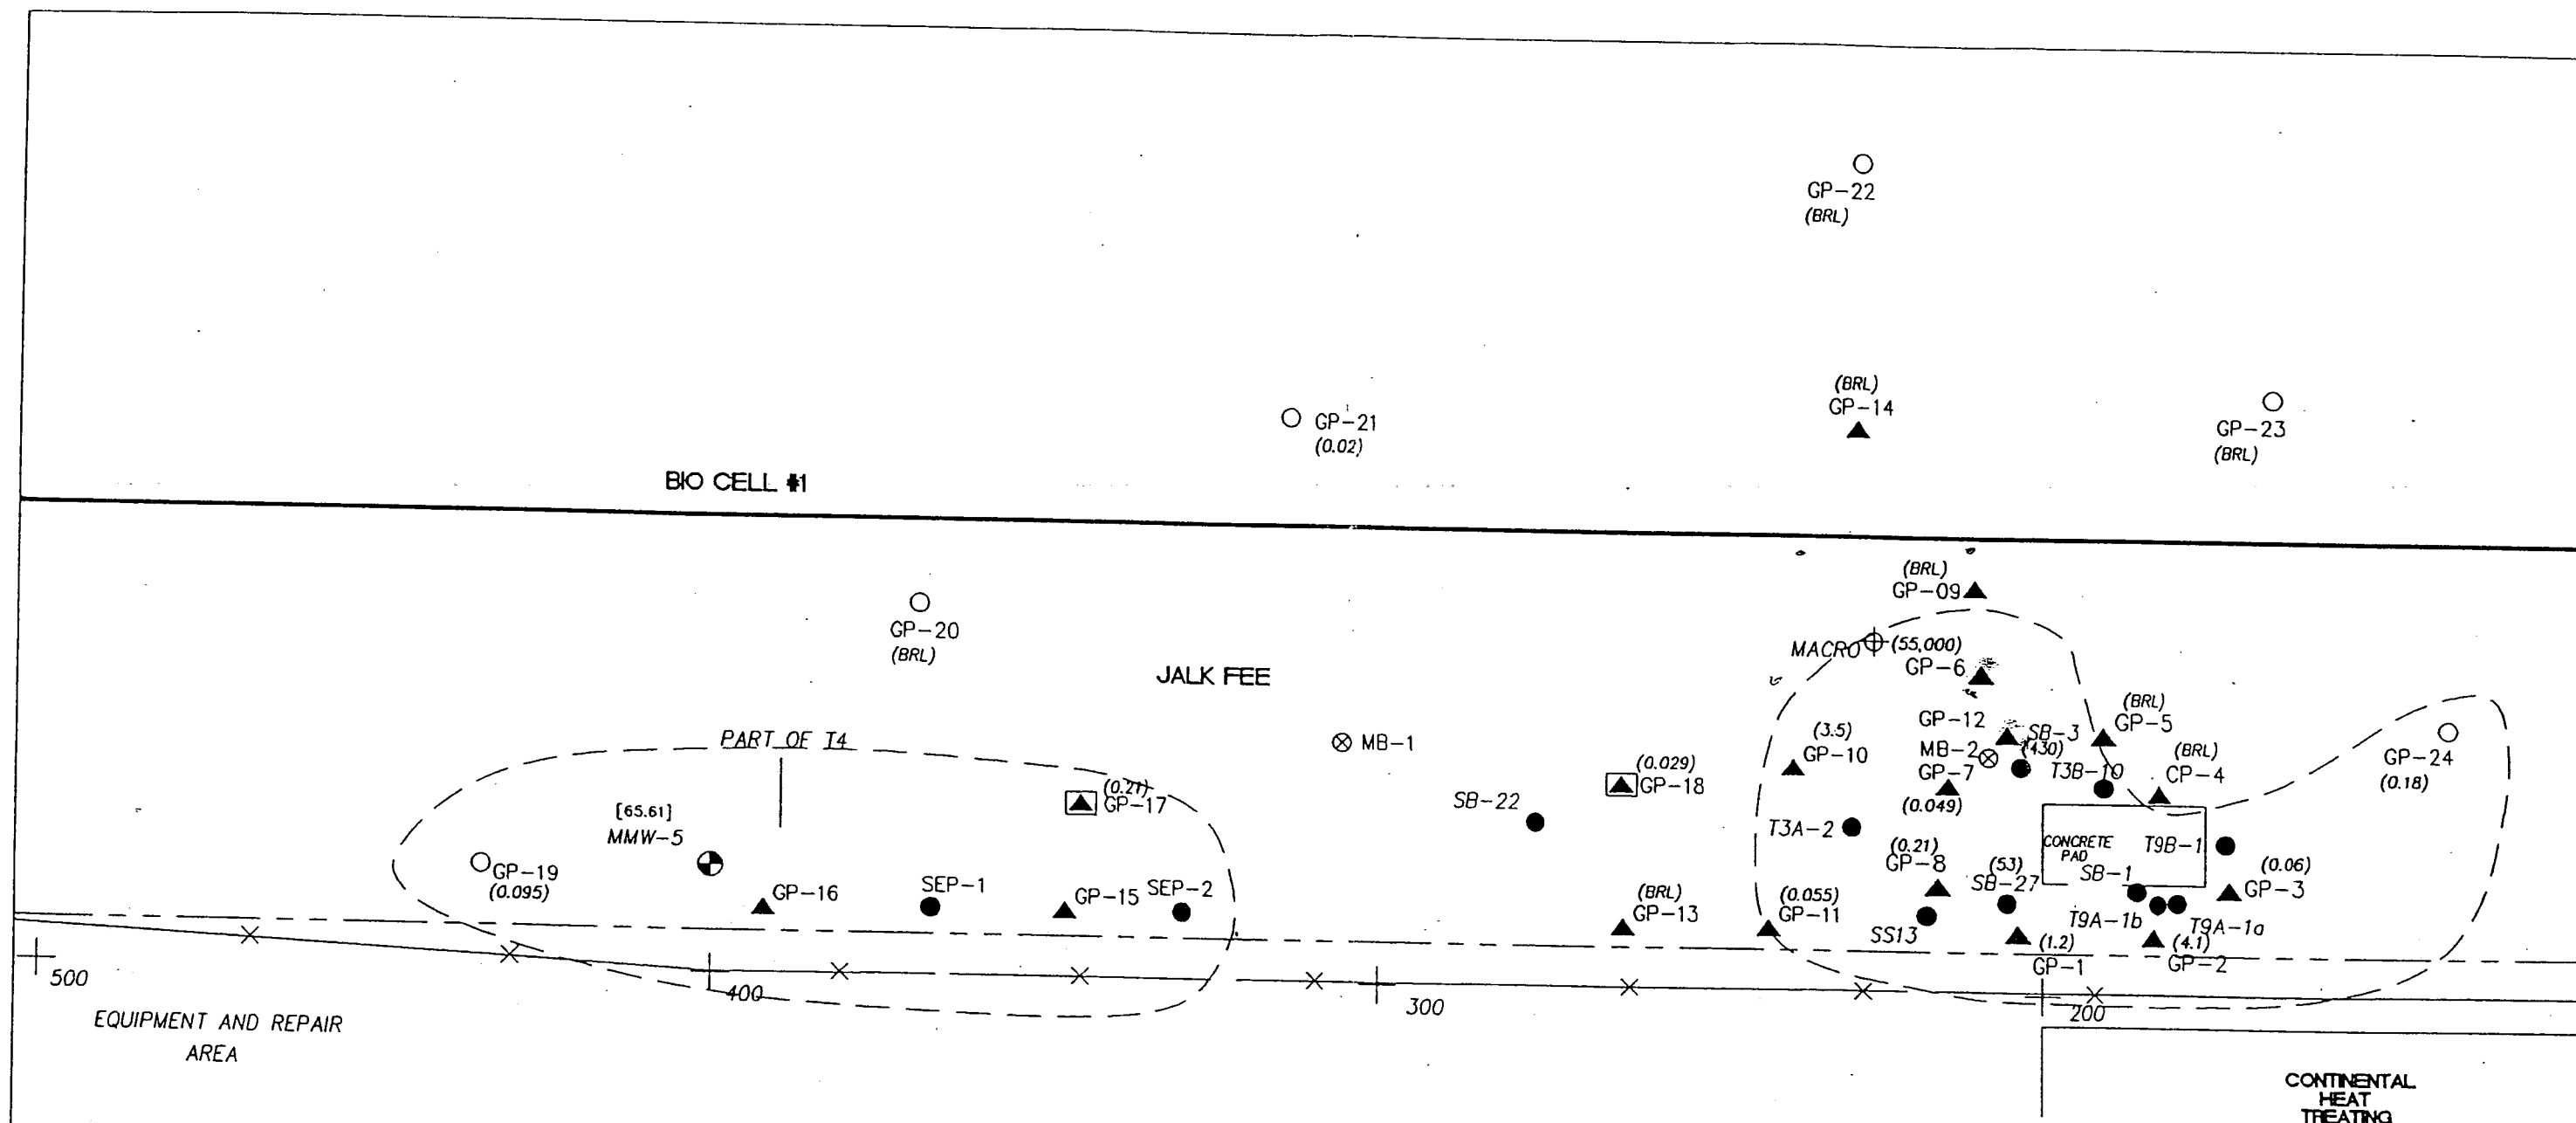 GP-22
(BRL)
(BRL)
GP-14
GP-21
(0.02)
GP-23
(BRL)
BIO CELL #1
(BRL)
GP-09
GP-20
(BRL)
JALK FEE
MACRO
(55,000)
GP-6
PART OF T4
MB-1
(3.5)
GP-10
GP-12
MB-2
GP-7
(0.049)
SB-3
(430)
(BRL)
GP-5
T3B-10
(BRL)
CP-4
GP-24
(0.18)
(0.21)
GP-17
(0.029)
GP-18
SB-22
[65.61]
MMW-5
T3A-2
CONCRETE
PAD
T9B-1
GP-19
(0.095)
GP-16
SEP-1
GP-15
SEP-2
(BRL)
GP-13
(0.055)
GP-11
(0.21)
GP-8
(53)
SB-27
SB-1
(0.06)
GP-3
SS13
T9A-1b
T9A-1a
(1.2)
GP-1
(4.1)
GP-2
500
400
300
200
EQUIPMENT AND REPAIR
AREA
CONTINENTAL
HEAT
TREATING